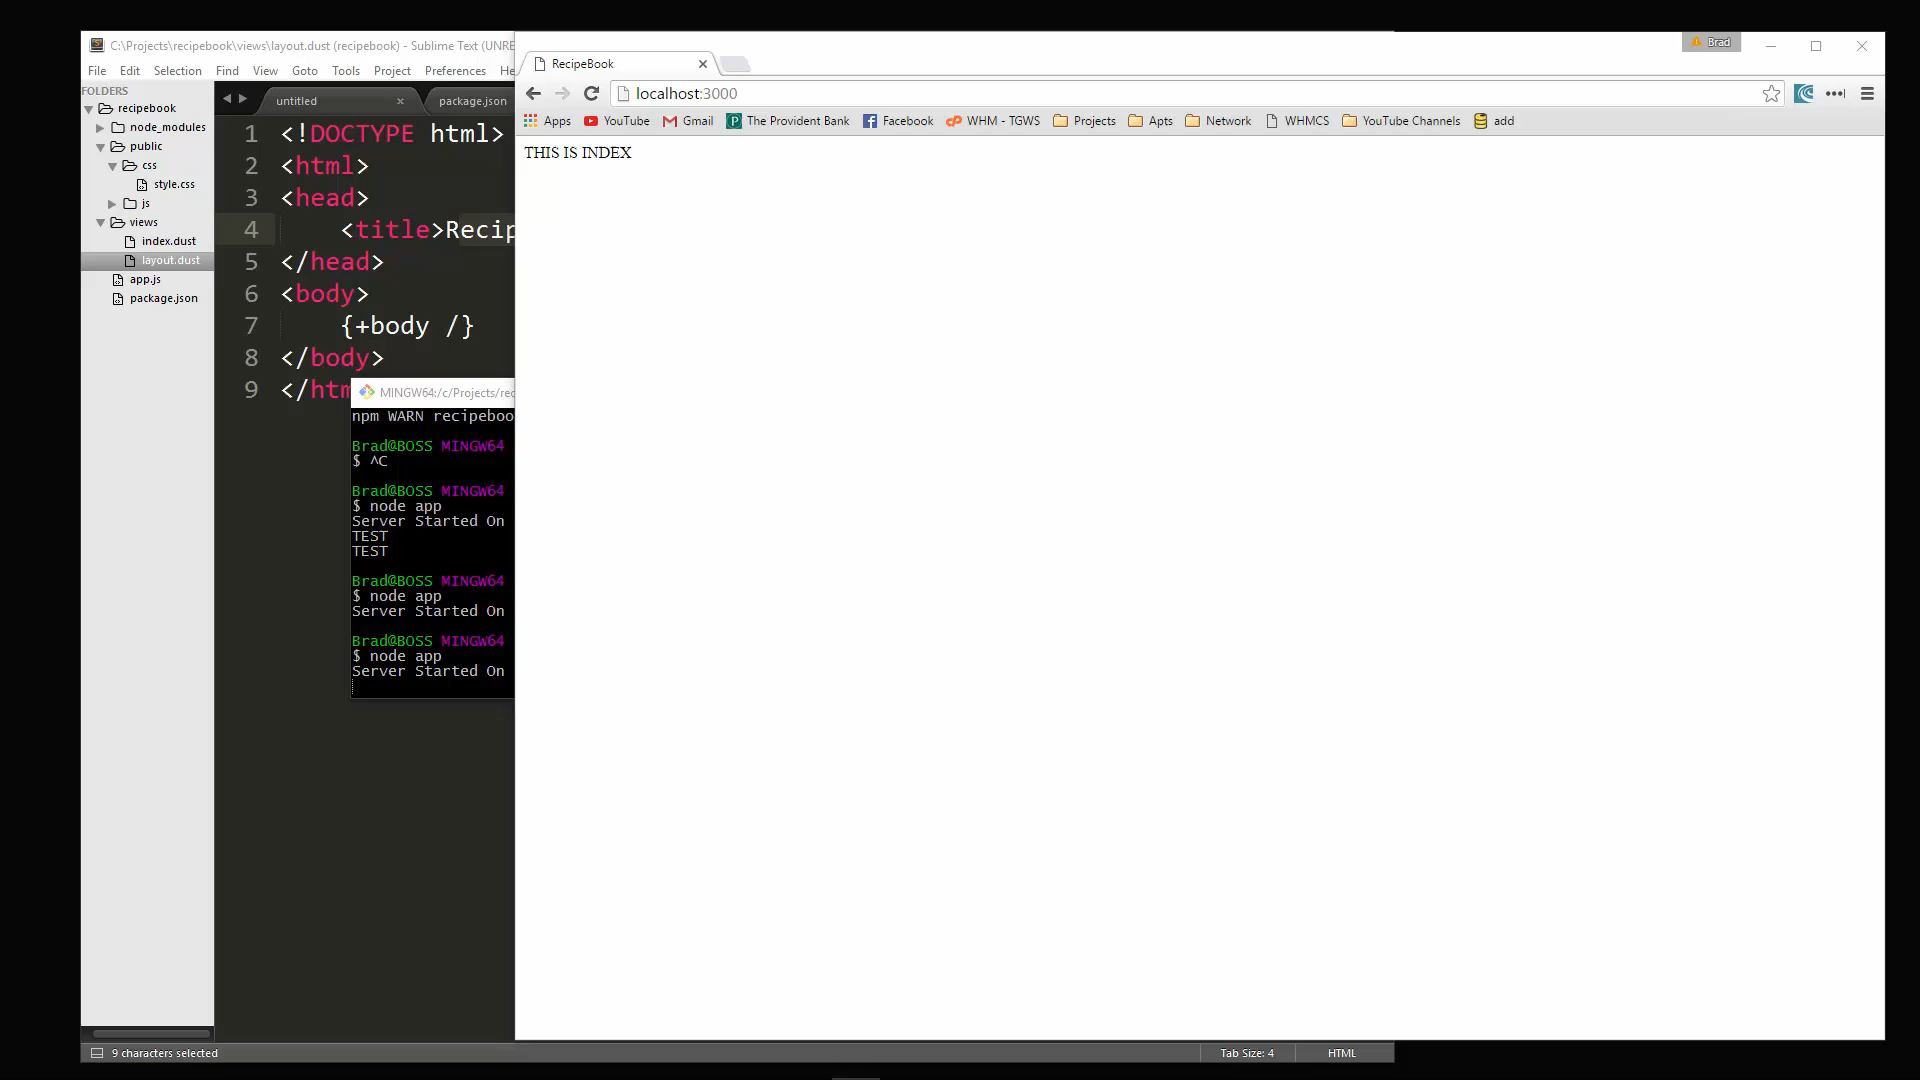 C:\Projects\recipebook\views\layout.dust (recipebook) - Sublime Text (UNRE
File Edit Selection Find View Goto Tools Project Preferences He
FOLDERS
recipebook
node_modules
public
css
style.css
js
views
index.dust
layout.dust
app.js
package.json
untitled × package.json
1 <!DOCTYPE html>
2 <html>
3 <head>
4 <title>Recip
5 </head>
6 <body>
7 {+body /}
8 </body>
9 </htm
MINGW64:/c/Projects/rec
npm WARN recipeboo
Brad@BOSS MINGW64
$ ^C
Brad@BOSS MINGW64
$ node app
Server Started On
TEST
TEST
Brad@BOSS MINGW64
$ node app
Server Started On
Brad@BOSS MINGW64
$ node app
Server Started On
9 characters selected
Tab Size: 4 HTML
Brad
RecipeBook
localhost:3000
Apps YouTube Gmail The Provident Bank Facebook WHM - TGWS Projects Apts Network WHMCS YouTube Channels add
THIS IS INDEX